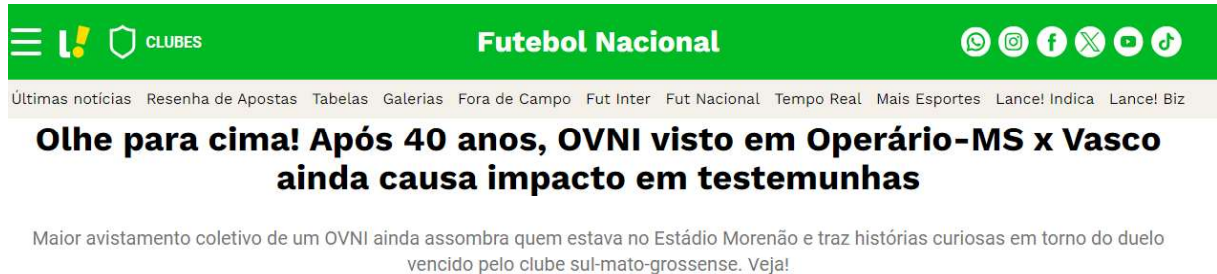 L!
CLUBES
Futebol Nacional
Últimas notícias Resenha de Apostas Tabelas Galerias Fora de Campo Fut Inter Fut Nacional Tempo Real Mais Esportes Lance! Indica Lance! Biz
Olhe para cima! Após 40 anos, OVNI visto em Operário-MS x Vasco
ainda causa impacto em testemunhas
Maior avistamento coletivo de um OVNI ainda assombra quem estava no Estádio Morenão e traz histórias curiosas em torno do duelo
vencido pelo clube sul-mato-grossense. Veja!